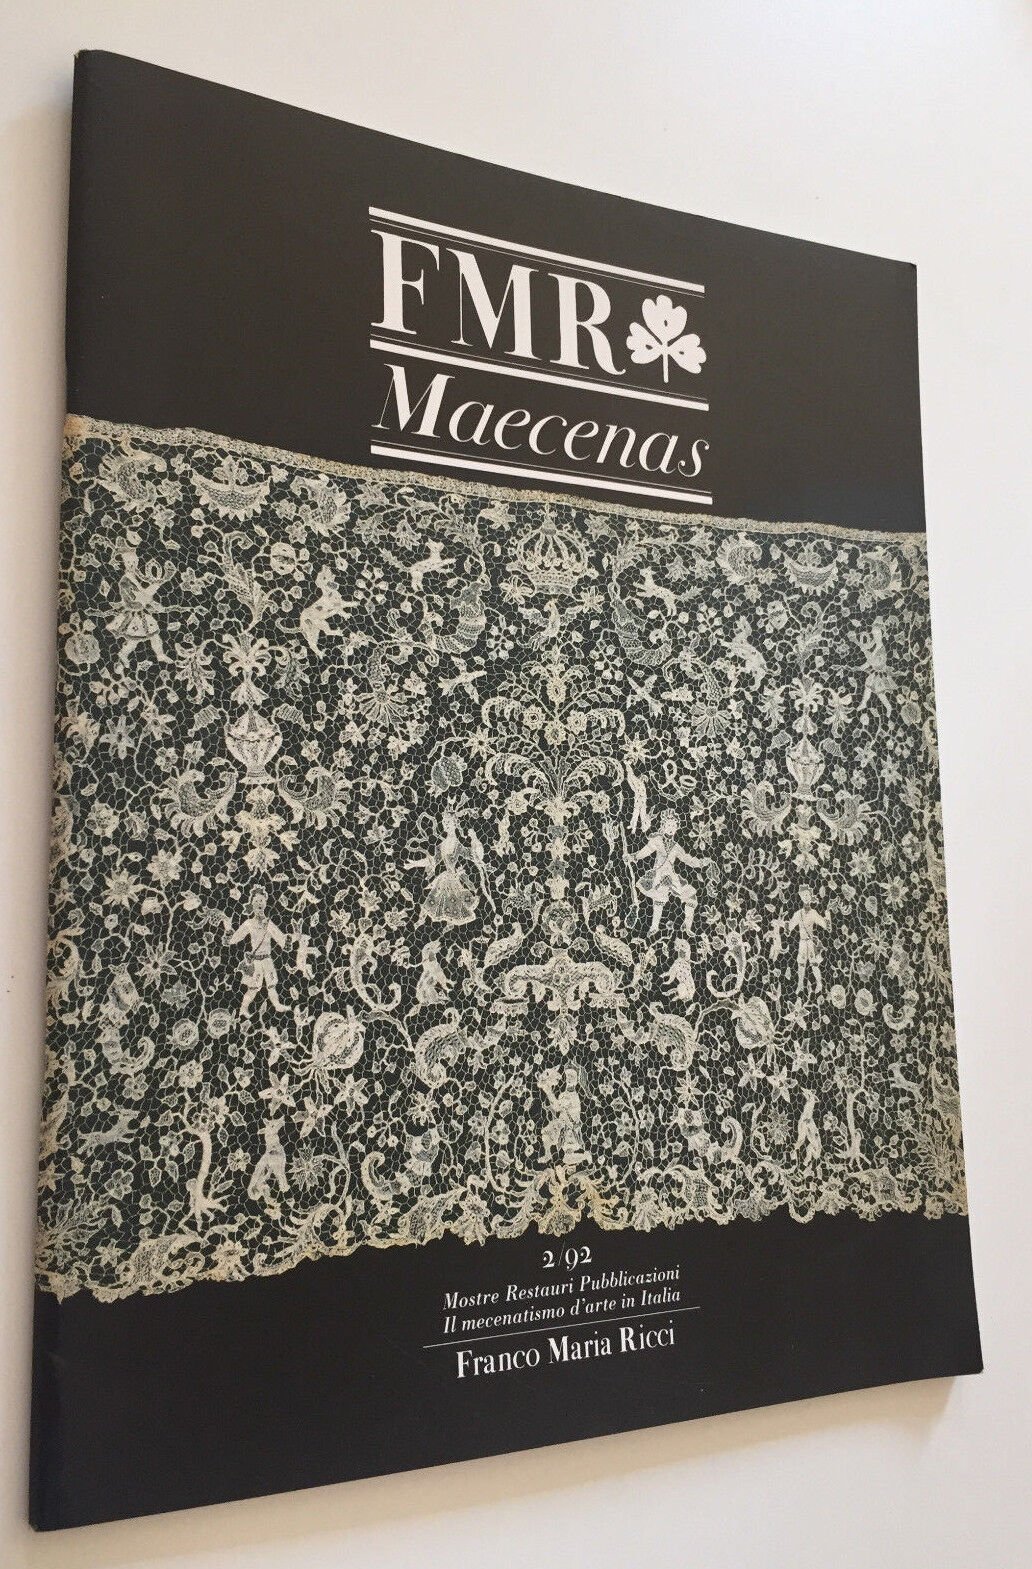 FMR
Maecenas
2/92
Mostre Restauri Pubblicazioni
Il mecenatismo d'arte in Italia
Franco Maria Ricci